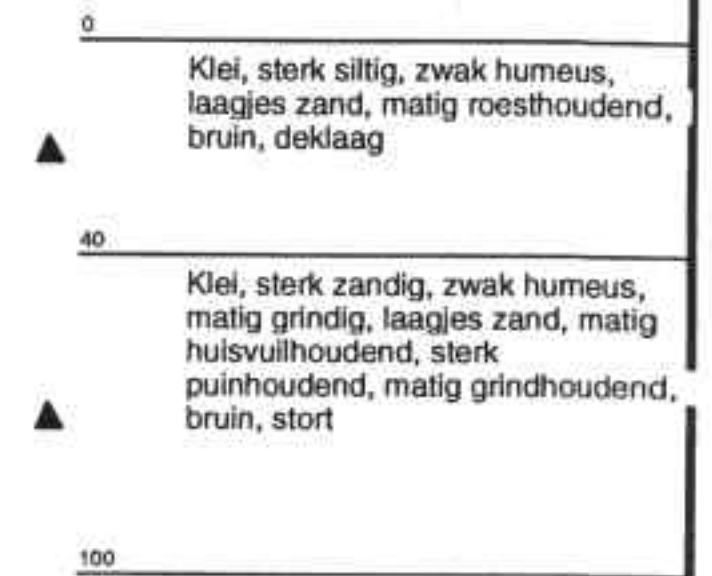 0
Klei, sterk siltig, zwak humeus,
laagjes zand, matig roesthoudend,
bruin, deklaag
40
Klei, sterk zandig, zwak humeus,
matig grindig, laagjes zand, matig
huisvuilhoudend, sterk
puinhoudend, matig grindhoudend,
bruin, stort
100